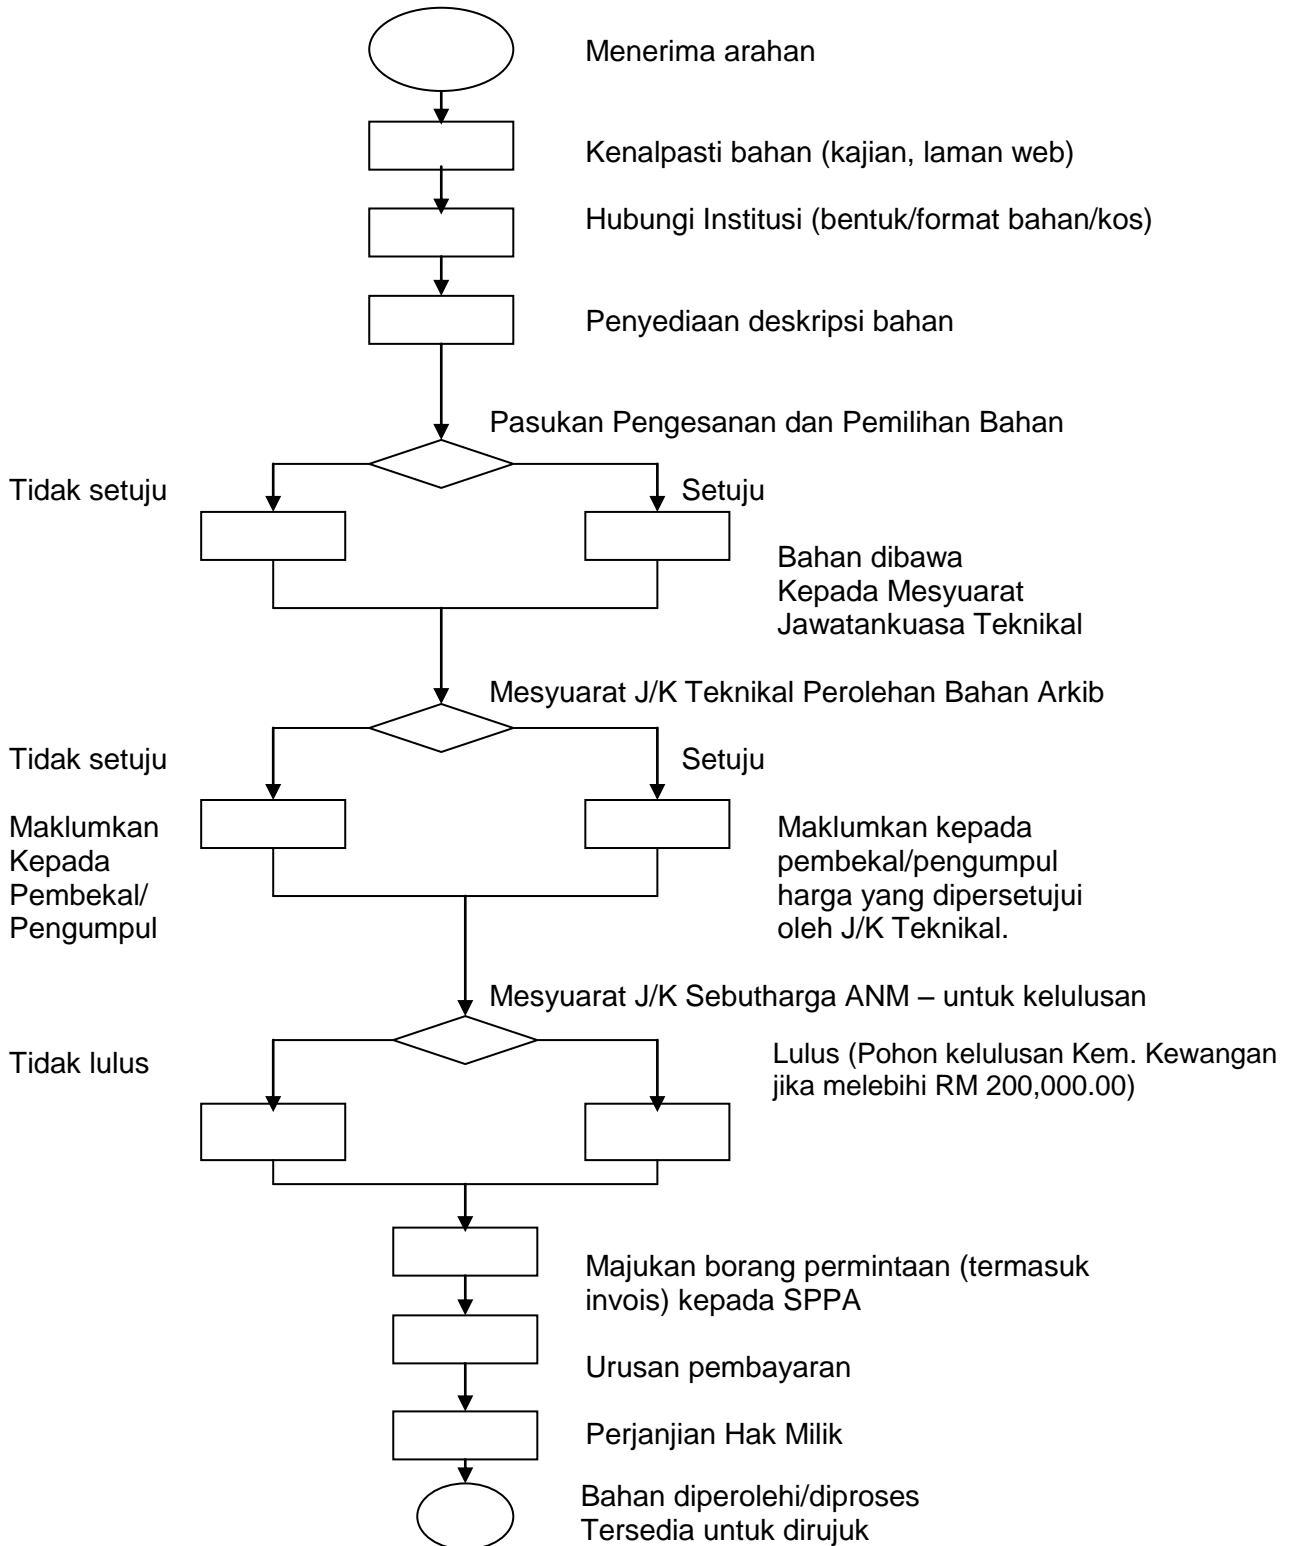 Menerima arahan
Kenalpasti bahan (kajian, laman web)
Hubungi Institusi (bentuk/format bahan/kos)
Penyediaan deskripsi bahan
Pasukan Pengesanan dan Pemilihan Bahan
Tidak setuju
Setuju
Bahan dibawa
Kepada Mesyuarat
Jawatankuasa Teknikal
Mesyuarat J/K Teknikal Perolehan Bahan Arkib
Tidak setuju
Setuju
Maklumkan
Kepada
Pembekal/
Pengumpul
Maklumkan kepada
pembekal/pengumpul
harga yang dipersetujui
oleh J/K Teknikal.
Mesyuarat J/K Sebutharga ANM – untuk kelulusan
Tidak lulus
Lulus (Pohon kelulusan Kem. Kewangan
jika melebihi RM 200,000.00)
Majukan borang permintaan (termasuk
invois) kepada SPPA
Urusan pembayaran
Perjanjian Hak Milik
Bahan diperolehi/diproses
Tersedia untuk dirujuk